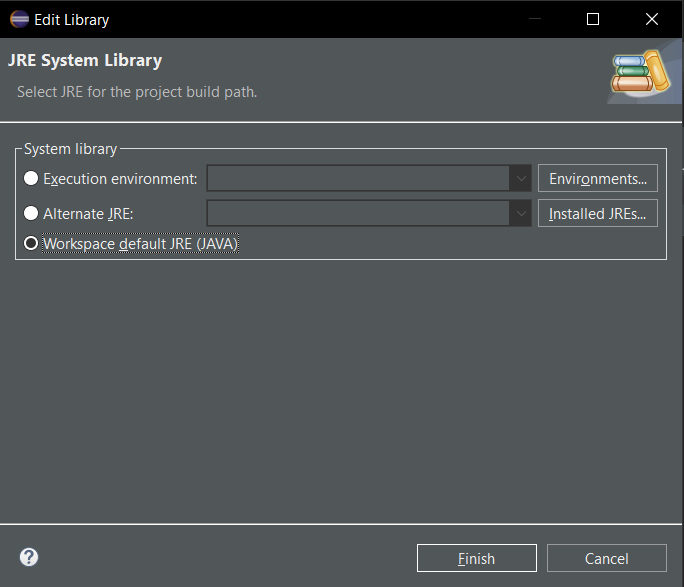 Edit Library
JRE System Library
Select JRE for the project build path.
System library
Execution environment: Environments...
Alternate JRE: Installed JREs...
Workspace default JRE (JAVA)
?
Finish Cancel